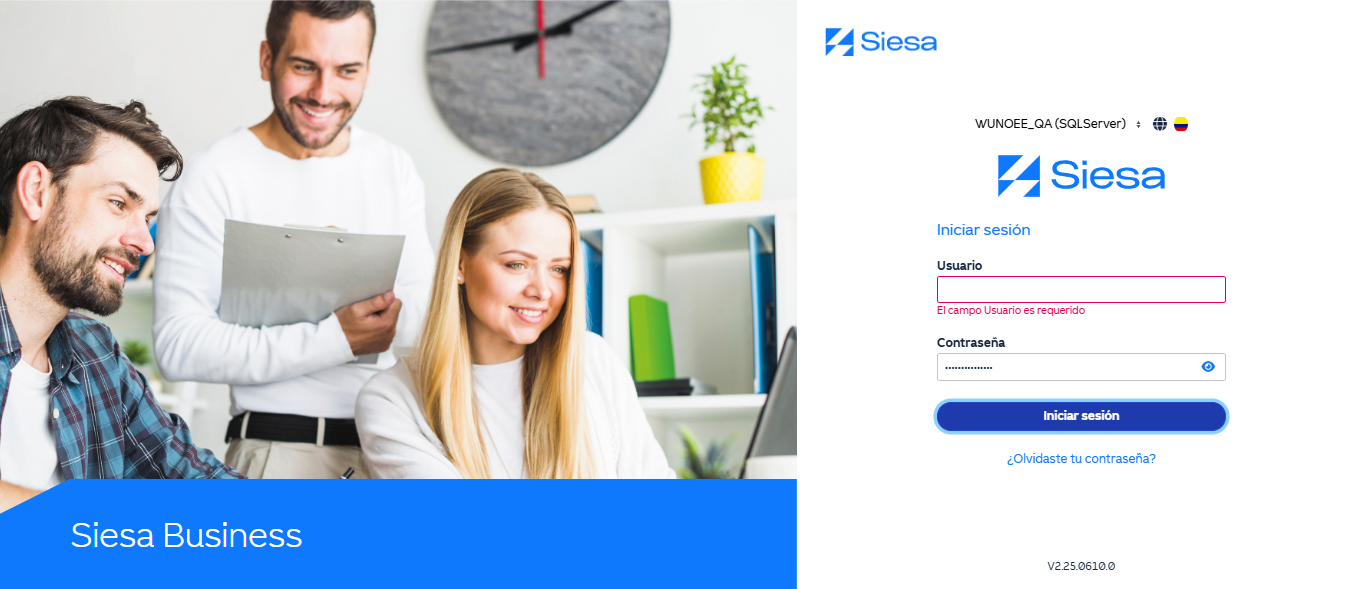 Siesa
WUNOEE_QA (SQLServer)
Siesa
Iniciar sesión
Usuario
El campo Usuario es requerido
Contraseña
•••••••••••••••
Iniciar sesión
¿Olvidaste tu contraseña?
Siesa Business
V2.25.0610.0